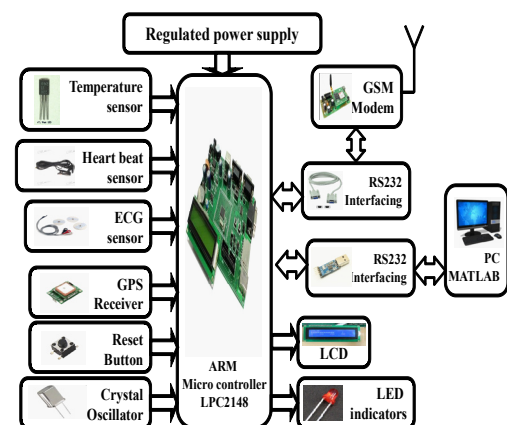 Regulated power supply
Temperature
sensor
Heart beat
sensor
ECG
sensor
GPS
Receiver
Reset
Button
Crystal
Oscillator
ARM
Micro controller
LPC2148
GSM
Modem
RS232
Interfacing
RS232
Interfacing
PC
MATLAB
LCD
LED
indicators